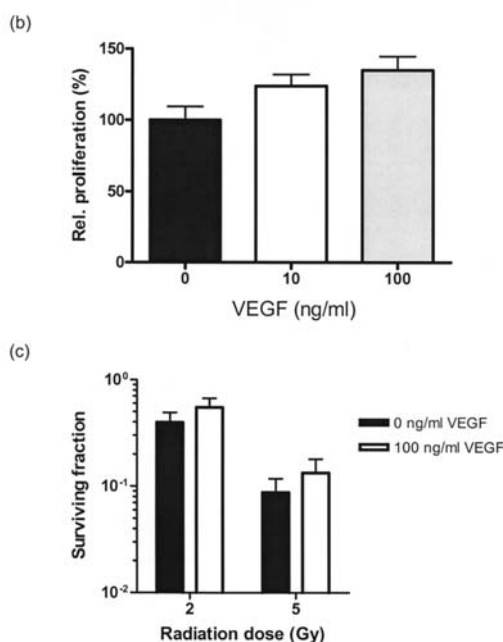 (b)
Rel. proliferation (%)
150
100
50
0
0 10 100
VEGF (ng/ml)
(c)
Surviving fraction
10⁰
10⁻¹
10⁻²
0 ng/ml VEGF
100 ng/ml VEGF
2 5
Radiation dose (Gy)